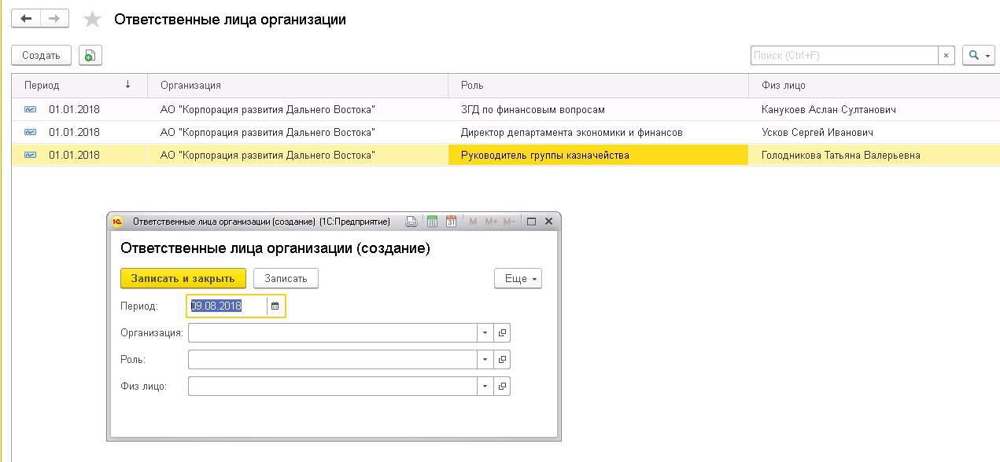 Ответственные лица организации
Создать Поиск (Ctrl+F) ×
Период ↓ Организация Роль Физ лицо
01.01.2018 АО "Корпорация развития Дальнего Востока" ЗГД по финансовым вопросам Канукоев Аслан Султанович
01.01.2018 АО "Корпорация развития Дальнего Востока" Директор департамента экономики и финансов Усков Сергей Иванович
01.01.2018 АО "Корпорация развития Дальнего Востока" Руководитель группы казначейства Голодникова Татьяна Валерьевна
1С Ответственные лица организации (создание) (1С:Предприятие) 31 M M+ M-
Ответственные лица организации (создание)
Записать и закрыть Записать Еще
Период: 09.08.2018
Организация:
Роль:
Физ лицо: